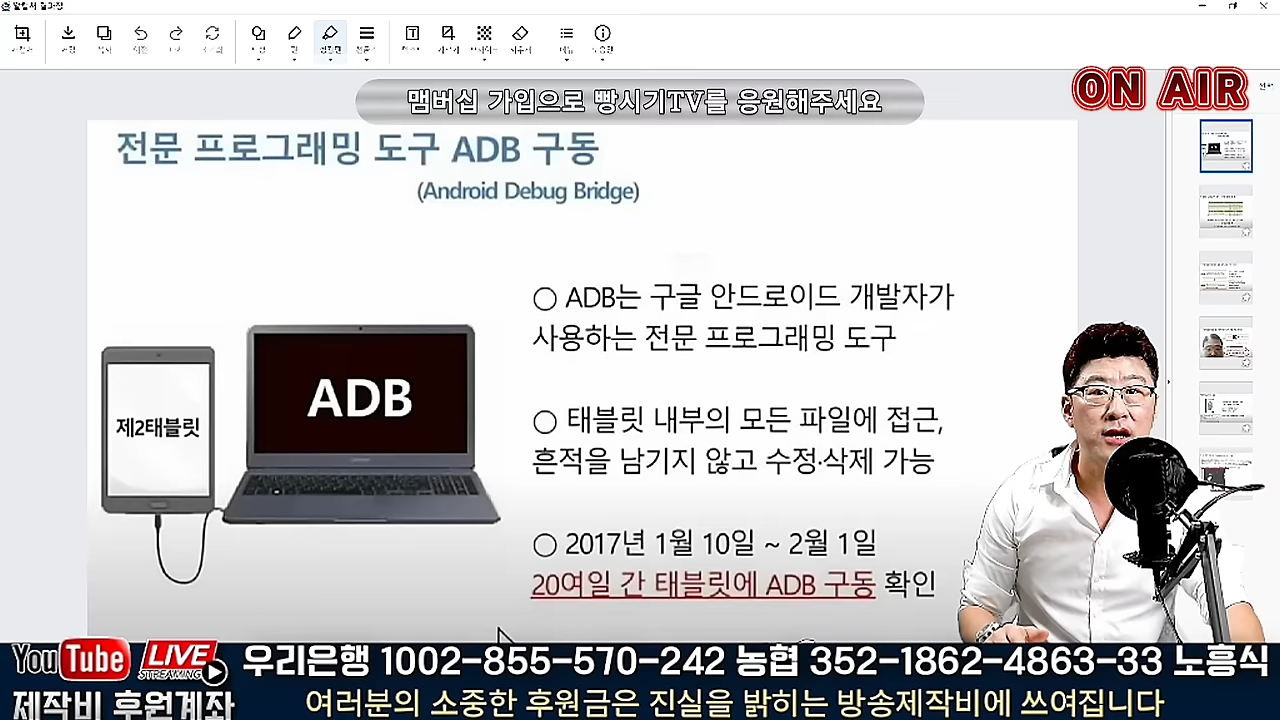 알캡처 결과창
맴버십 가입으로 빵시기TV를 응원해주세요
ON AIR
전문 프로그래밍 도구 ADB 구동
(Android Debug Bridge)
제2태블릿
ADB
○ ADB는 구글 안드로이드 개발자가
사용하는 전문 프로그래밍 도구
○ 태블릿 내부의 모든 파일에 접근,
흔적을 남기지 않고 수정·삭제 가능
○ 2017년 1월 10일 ~ 2월 1일
20여일 간 태블릿에 ADB 구동 확인
YouTube LIVE STREAMING 우리은행 1002-855-570-242 농협 352-1862-4863-33 노흥식
제작비 후원계좌 여러분의 소중한 후원금은 진실을 밝히는 방송제작비에 쓰여집니다